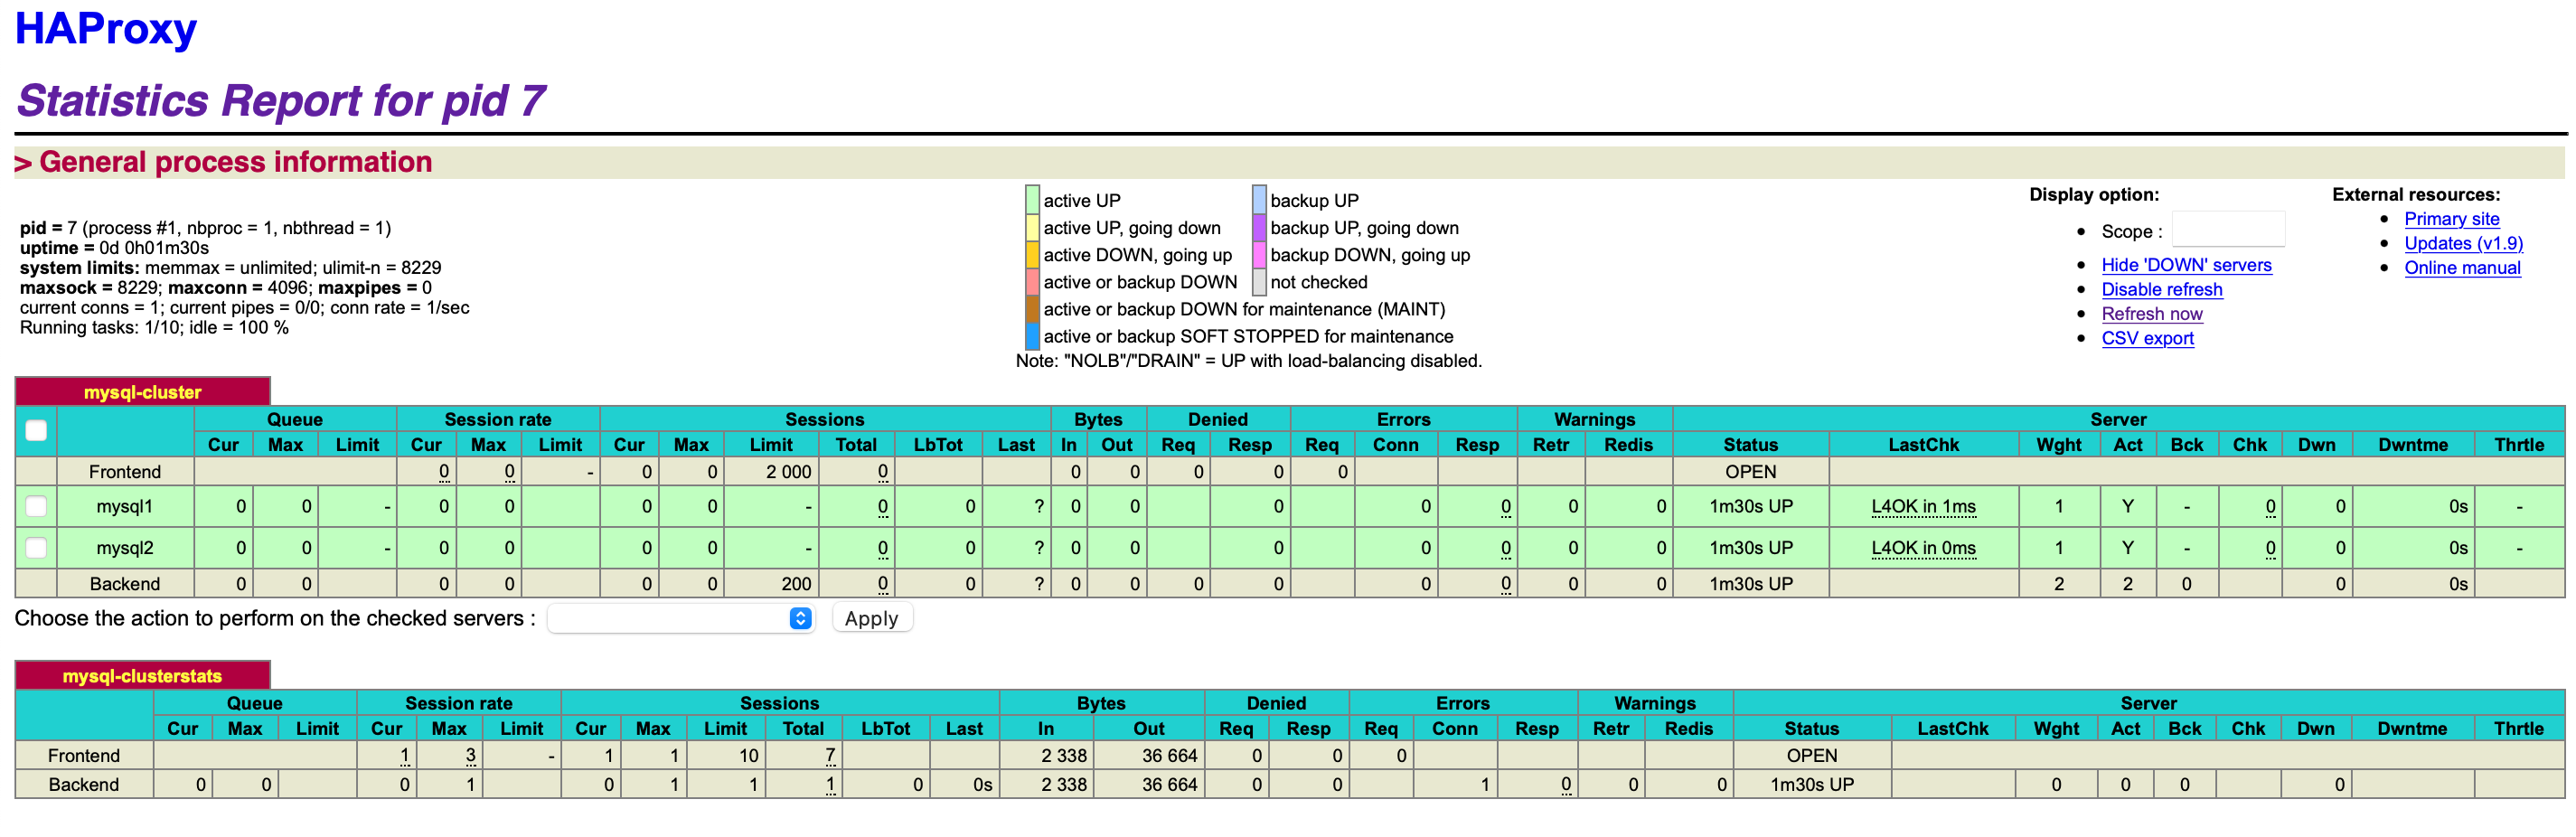 HAProxy
Statistics Report for pid 7
> General process information
pid = 7 (process #1, nbproc = 1, nbthread = 1)
uptime = 0d 0h01m30s
system limits: memmax = unlimited; ulimit-n = 8229
maxsock = 8229; maxconn = 4096; maxpipes = 0
current conns = 1; current pipes = 0/0; conn rate = 1/sec
Running tasks: 1/10; idle = 100 %
active UP backup UP
active UP, going down backup UP, going down
active DOWN, going up backup DOWN, going up
active or backup DOWN not checked
active or backup DOWN for maintenance (MAINT)
active or backup SOFT STOPPED for maintenance
Note: "NOLB"/"DRAIN" = UP with load-balancing disabled.
Display option:
• Scope :
• Hide 'DOWN' servers
• Disable refresh
• Refresh now
• CSV export
External resources:
• Primary site
• Updates (v1.9)
• Online manual
mysql-cluster
Queue Session rate Sessions Bytes Denied Errors Warnings Server
Cur Max Limit Cur Max Limit Cur Max Limit Total LbTot Last In Out Req Resp Req Conn Resp Retr Redis Status LastChk Wght Act Bck Chk Dwn Dwntme Thrtle
Frontend 0 0 - 0 0 2 000 0 0 0 0 0 0 OPEN
mysql1 0 0 - 0 0 0 0 - 0 0 ? 0 0 0 0 0 0 0 1m30s UP L4OK in 1ms 1 Y - 0 0 0s -
mysql2 0 0 - 0 0 0 0 - 0 0 ? 0 0 0 0 0 0 0 1m30s UP L4OK in 0ms 1 Y - 0 0 0s -
Backend 0 0 0 0 0 0 200 0 0 ? 0 0 0 0 0 0 0 0 1m30s UP 2 2 0 0 0s
Choose the action to perform on the checked servers : Apply
mysql-clusterstats
Queue Session rate Sessions Bytes Denied Errors Warnings Server
Cur Max Limit Cur Max Limit Cur Max Limit Total LbTot Last In Out Req Resp Req Conn Resp Retr Redis Status LastChk Wght Act Bck Chk Dwn Dwntme Thrtle
Frontend 1 3 - 1 1 10 7 2 338 36 664 0 0 0 OPEN
Backend 0 0 0 1 0 1 1 1 0 0s 2 338 36 664 0 0 1 0 0 0 1m30s UP 0 0 0 0